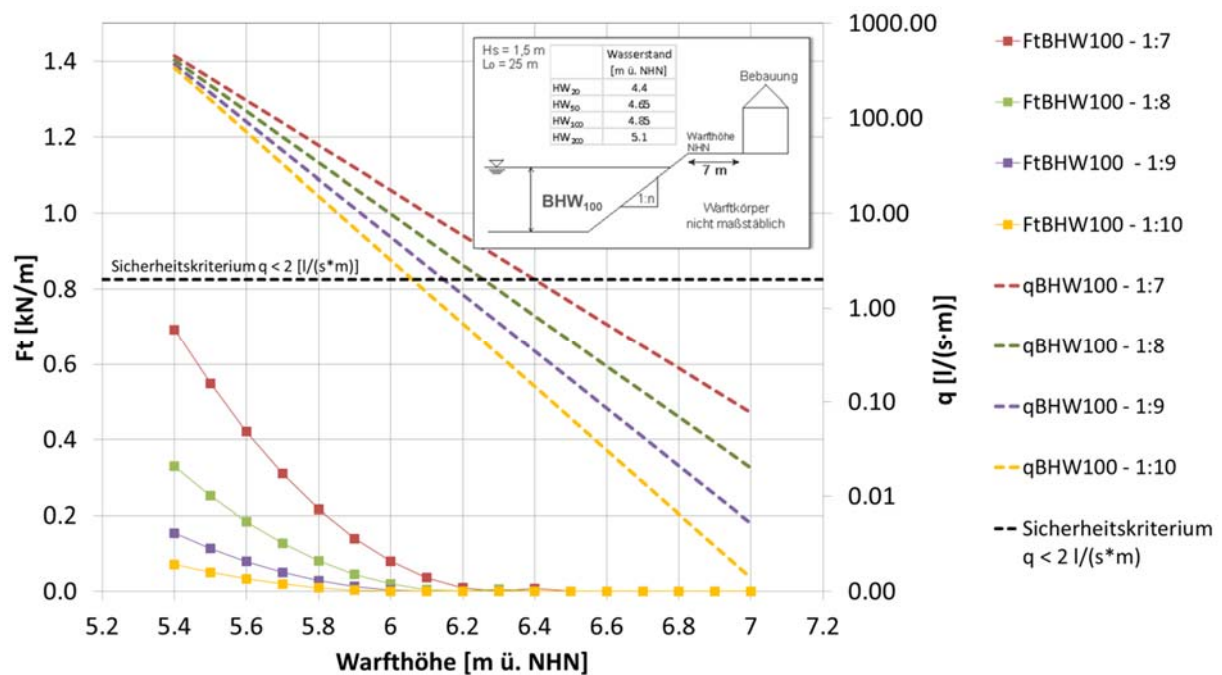 Ft [kN/m]
1.4
1.2
1.0
0.8
0.6
0.4
0.2
0.0
Hs = 1,5 m
L₀ = 25 m
Wasserstand
[m ü. NHN]
HW₂₀ 4.4
HW₅₀ 4.65
HW₁₀₀ 4.85
HW₂₀₀ 5.1
Bebauung
Warfthöhe
NHN
7 m
BHW₁₀₀
1:n
Warftkörper
nicht maßstäblich
Sicherheitskriterium q < 2 [l/(s*m)]
5.2 5.4 5.6 5.8 6 6.2 6.4 6.6 6.8 7 7.2
Warfthöhe [m ü. NHN]
1000.00
100.00
10.00
1.00
0.10
0.01
0.00
q [l/(s·m)]
FtBHW100 - 1:7
FtBHW100 - 1:8
FtBHW100 - 1:9
FtBHW100 - 1:10
qBHW100 - 1:7
qBHW100 - 1:8
qBHW100 - 1:9
qBHW100 - 1:10
Sicherheitskriterium
q < 2 l/(s*m)